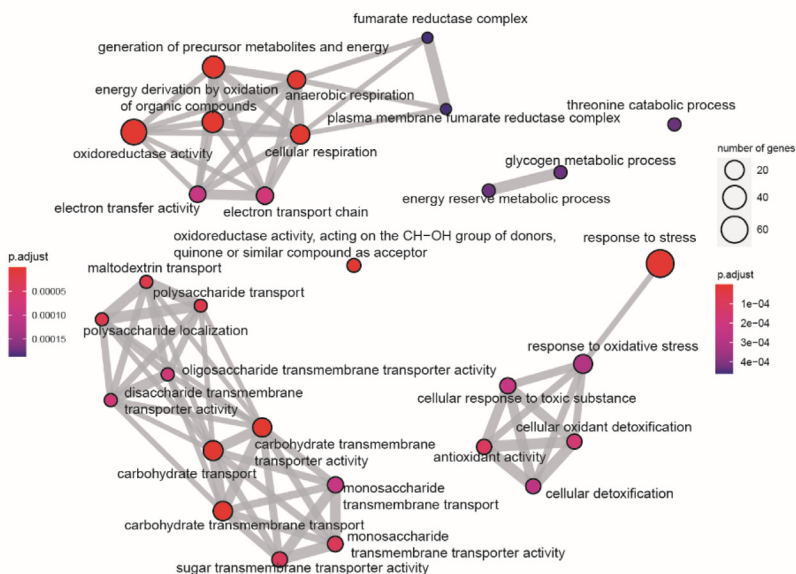 fumarate reductase complex
generation of precursor metabolites and energy
energy derivation by oxidation
of organic compounds
anaerobic respiration
plasma membrane fumarate reductase complex
threonine catabolic process
oxidoreductase activity
cellular respiration
glycogen metabolic process
energy reserve metabolic process
electron transfer activity
electron transport chain
number of genes
20
40
60
oxidoreductase activity, acting on the CH−OH group of donors,
quinone or similar compound as acceptor
response to stress
p.adjust
0.00005
0.00010
0.00015
maltodextrin transport
polysaccharide transport
polysaccharide localization
p.adjust
1e−04
2e−04
3e−04
4e−04
response to oxidative stress
oligosaccharide transmembrane transporter activity
disaccharide transmembrane
transporter activity
cellular response to toxic substance
cellular oxidant detoxification
carbohydrate transmembrane
transporter activity
antioxidant activity
carbohydrate transport
monosaccharide
transmembrane transport
cellular detoxification
carbohydrate transmembrane transport
monosaccharide
transmembrane transporter activity
sugar transmembrane transporter activity